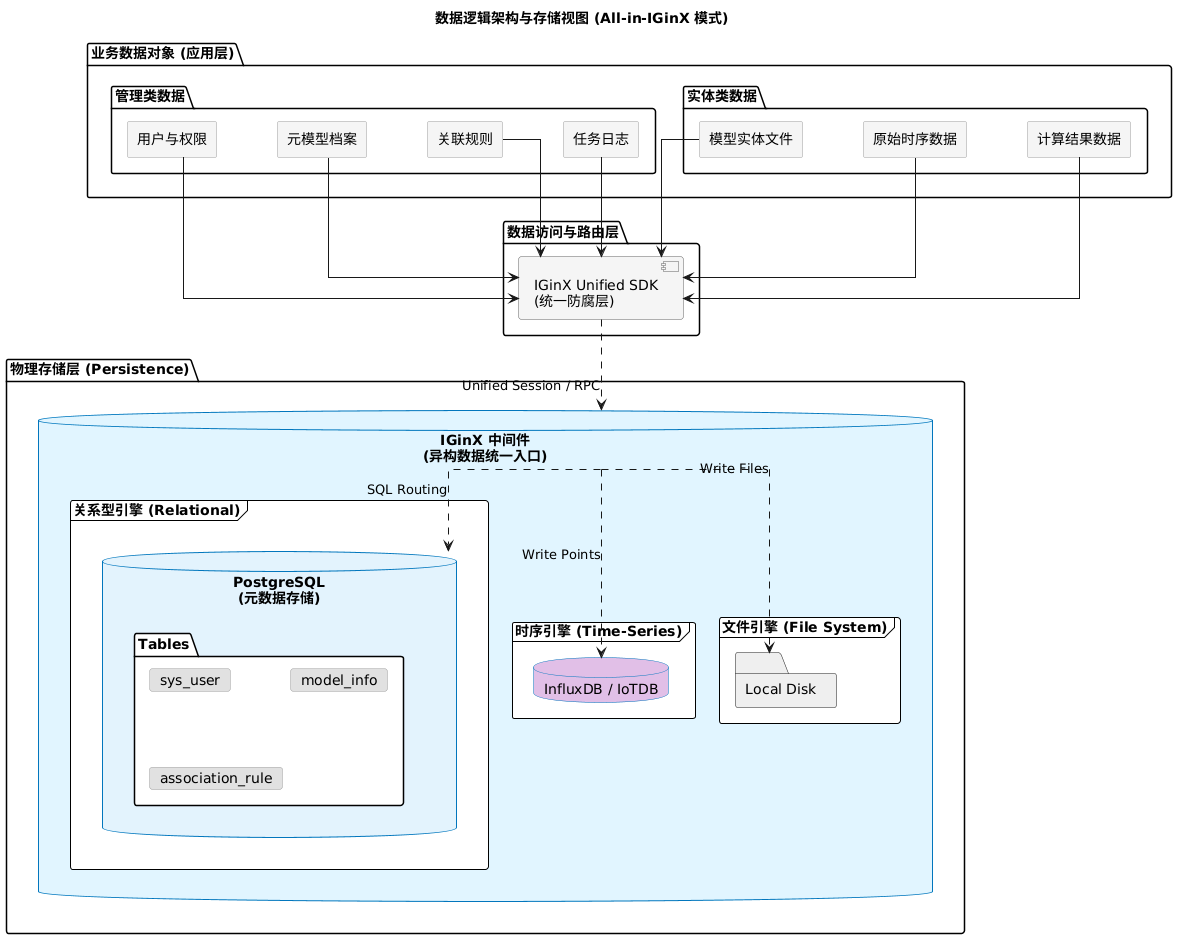 数据逻辑架构与存储视图 (All-in-IGinX 模式)
业务数据对象 (应用层)
管理类数据
用户与权限
元模型档案
关联规则
任务日志
实体类数据
模型实体文件
原始时序数据
计算结果数据
数据访问与路由层
IGinX Unified SDK
(统一防腐层)
物理存储层 (Persistence)
Unified Session / RPC
IGinX 中间件
(异构数据统一入口)
SQL Routing
Write Points
Write Files
关系型引擎 (Relational)
PostgreSQL
(元数据存储)
Tables
sys_user
model_info
association_rule
时序引擎 (Time-Series)
InfluxDB / IoTDB
文件引擎 (File System)
Local Disk